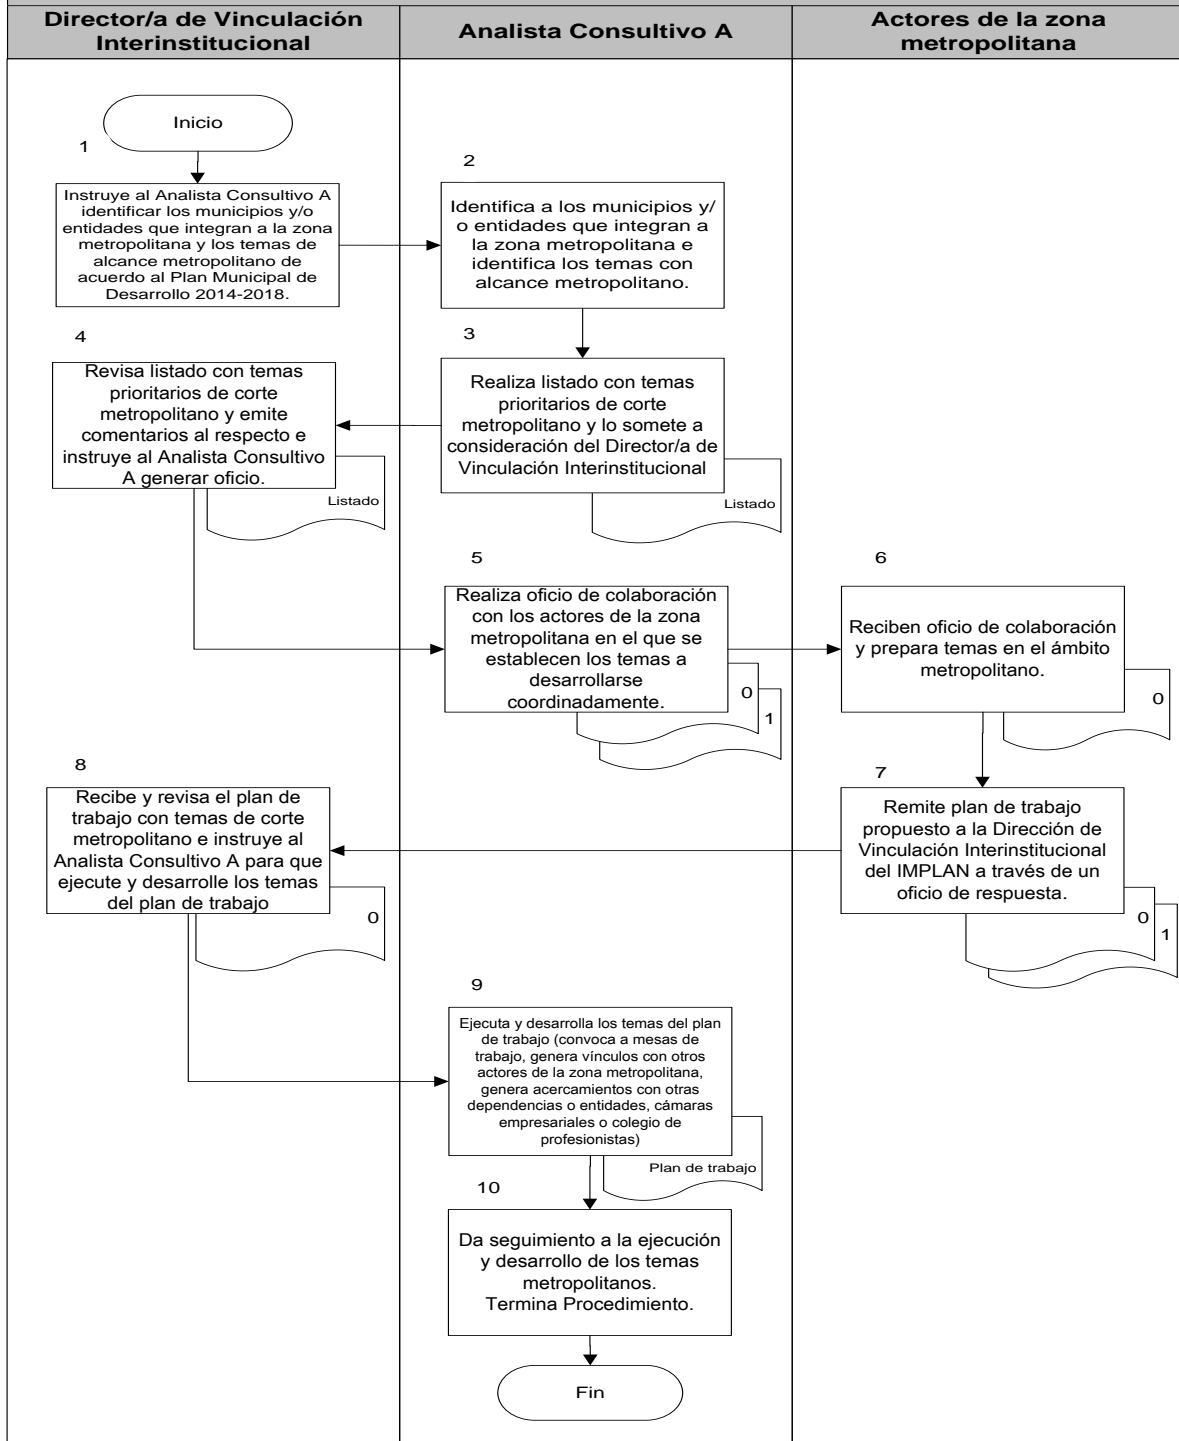 Director/a de Vinculación
Interinstitucional
Analista Consultivo A
Actores de la zona
metropolitana
Inicio
1
Instruye al Analista Consultivo A
identificar los municipios y/o
entidades que integran a la zona
metropolitana y los temas de
alcance metropolitano de
acuerdo al Plan Municipal de
Desarrollo 2014-2018.
2
Identifica a los municipios y/
o entidades que integran a
la zona metropolitana e
identifica los temas con
alcance metropolitano.
3
Realiza listado con temas
prioritarios de corte
metropolitano y lo somete a
consideración del Director/a de
Vinculación Interinstitucional
Listado
4
Revisa listado con temas
prioritarios de corte
metropolitano y emite
comentarios al respecto e
instruye al Analista Consultivo
A generar oficio.
Listado
5
Realiza oficio de colaboración
con los actores de la zona
metropolitana en el que se
establecen los temas a
desarrollarse
coordinadamente.
0
1
6
Reciben oficio de colaboración
y prepara temas en el ámbito
metropolitano.
0
7
Remite plan de trabajo
propuesto a la Dirección de
Vinculación Interinstitucional
del IMPLAN a través de un
oficio de respuesta.
0
1
8
Recibe y revisa el plan de
trabajo con temas de corte
metropolitano e instruye al
Analista Consultivo A para que
ejecute y desarrolle los temas
del plan de trabajo
0
9
Ejecuta y desarrolla los temas del plan
de trabajo (convoca a mesas de
trabajo, genera vínculos con otros
actores de la zona metropolitana,
genera acercamientos con otras
dependencias o entidades, cámaras
empresariales o colegio de
profesionistas)
Plan de trabajo
10
Da seguimiento a la ejecución
y desarrollo de los temas
metropolitanos.
Termina Procedimiento.
Fin